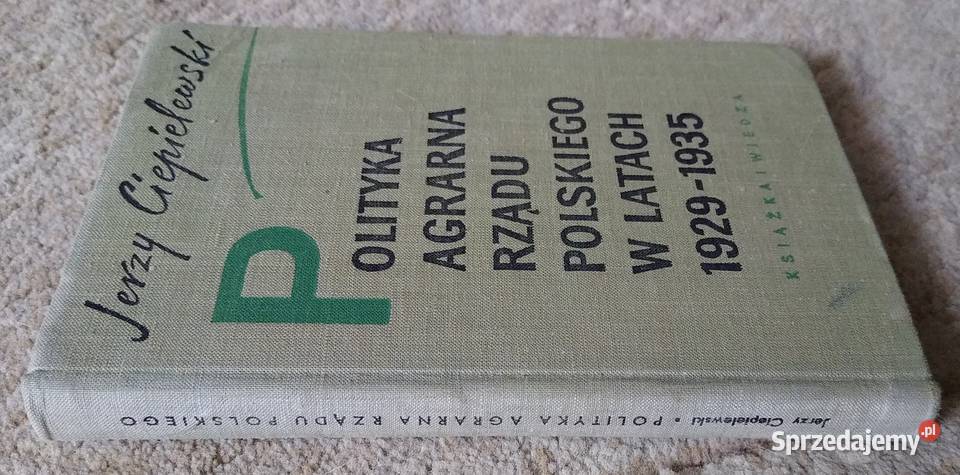 Jerzy Ciepielewski
POLITYKA
AGRARNA
RZĄDU
POLSKIEGO
W LATACH
1929-1935
KSIĄŻKA I WIEDZA
Jerzy Ciepielewski • POLITYKA AGRARNA RZĄDU POLSKIEGO
Sprzedajemy.pl